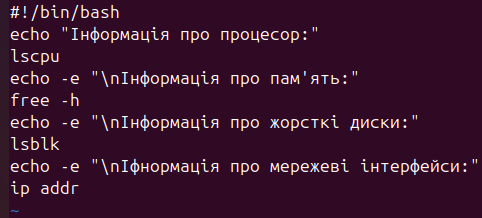 #!/bin/bash
echo "Інформація про процесор:"
lscpu
echo -e "\nІнформація про пам'ять:"
free -h
echo -e "\nІнформація про жорсткі диски:"
lsblk
echo -e "\nІфнормація про мережеві інтерфейси:"
ip addr
~